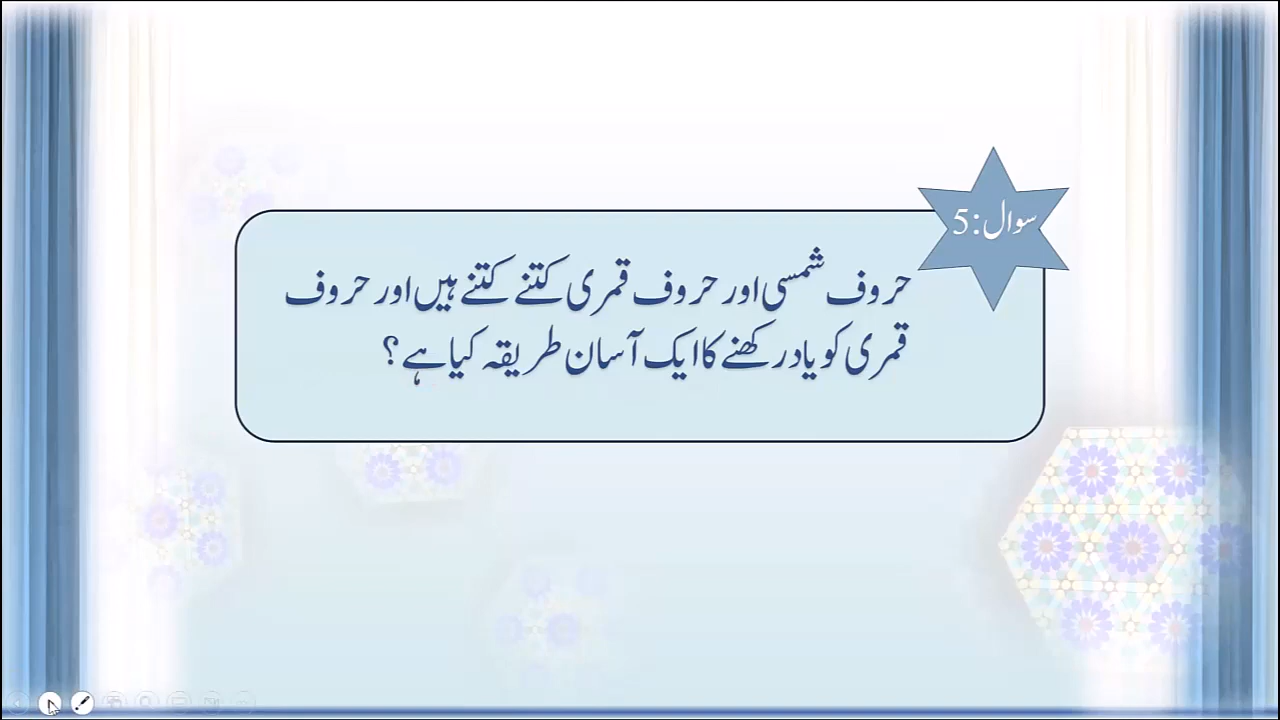 سوال:5
حروف شمسی اور حروف قمری کتنے کتنے ہیں اور حروف
قمری کو یاد رکھنے کا ایک آسان طریقہ کیا ہے؟